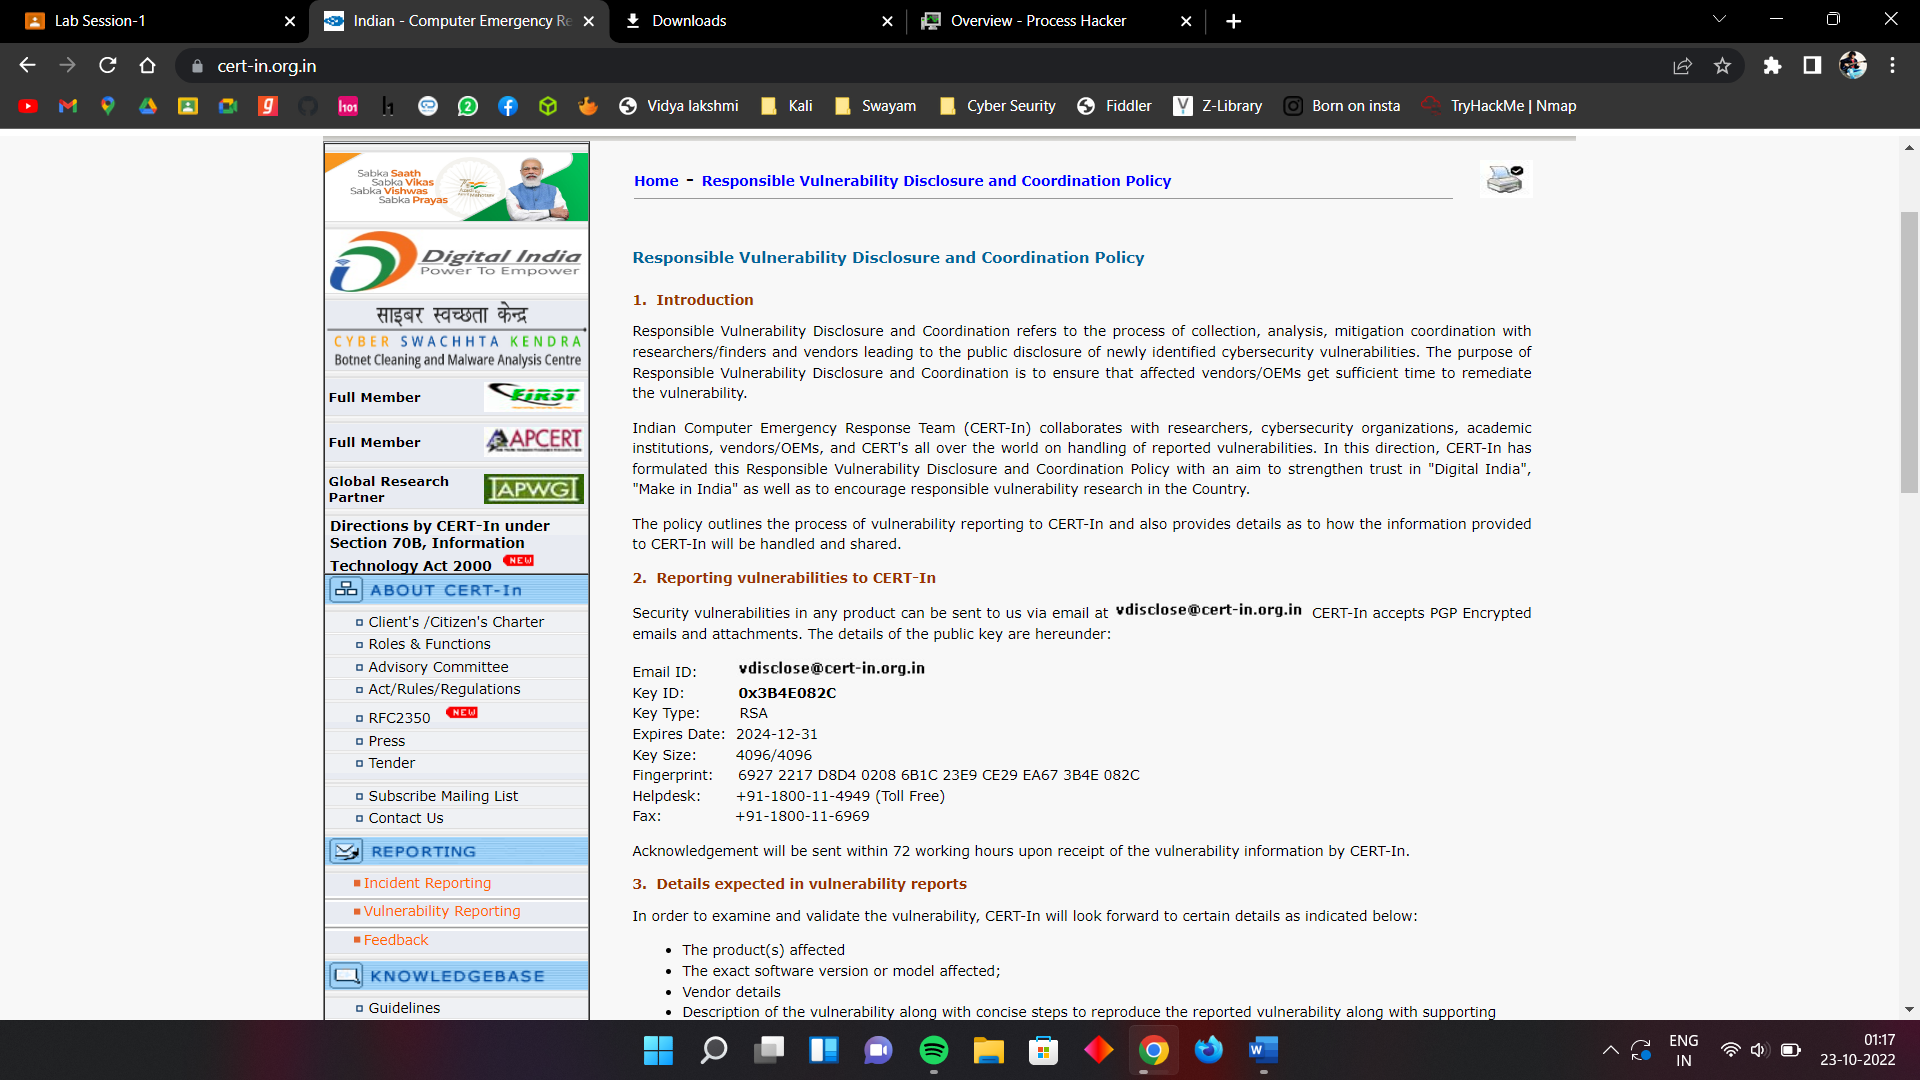 Lab Session-1
Indian - Computer Emergency Re
Downloads
Overview - Process Hacker
cert-in.org.in
Vidya lakshmi
Kali
Swayam
Cyber Seurity
Fiddler
Z-Library
Born on insta
TryHackMe | Nmap
Sabka Saath
Sabka Vikas
Sabka Vishwas
Sabka Prayas
Digital India
Power To Empower
साइबर स्वच्छता केन्द्र
CYBER SWACHHTA KENDRA
Botnet Cleaning and Malware Analysis Centre
Full Member
FIRST
Full Member
APCERT
Global Research
Partner
APWG
Directions by CERT-In under
Section 70B, Information
Technology Act 2000 NEW
ABOUT CERT-In
Client's /Citizen's Charter
Roles & Functions
Advisory Committee
Act/Rules/Regulations
RFC2350 NEW
Press
Tender
Subscribe Mailing List
Contact Us
REPORTING
Incident Reporting
Vulnerability Reporting
Feedback
KNOWLEDGEBASE
Guidelines
Home - Responsible Vulnerability Disclosure and Coordination Policy
Responsible Vulnerability Disclosure and Coordination Policy
1. Introduction
Responsible Vulnerability Disclosure and Coordination refers to the process of collection, analysis, mitigation coordination with
researchers/finders and vendors leading to the public disclosure of newly identified cybersecurity vulnerabilities. The purpose of
Responsible Vulnerability Disclosure and Coordination is to ensure that affected vendors/OEMs get sufficient time to remediate
the vulnerability.
Indian Computer Emergency Response Team (CERT-In) collaborates with researchers, cybersecurity organizations, academic
institutions, vendors/OEMs, and CERT's all over the world on handling of reported vulnerabilities. In this direction, CERT-In has
formulated this Responsible Vulnerability Disclosure and Coordination Policy with an aim to strengthen trust in "Digital India",
"Make in India" as well as to encourage responsible vulnerability research in the Country.
The policy outlines the process of vulnerability reporting to CERT-In and also provides details as to how the information provided
to CERT-In will be handled and shared.
2. Reporting vulnerabilities to CERT-In
Security vulnerabilities in any product can be sent to us via email at vdisclose@cert-in.org.in CERT-In accepts PGP Encrypted
emails and attachments. The details of the public key are hereunder:
Email ID: vdisclose@cert-in.org.in
Key ID: 0x3B4E082C
Key Type: RSA
Expires Date: 2024-12-31
Key Size: 4096/4096
Fingerprint: 6927 2217 D8D4 0208 6B1C 23E9 CE29 EA67 3B4E 082C
Helpdesk: +91-1800-11-4949 (Toll Free)
Fax: +91-1800-11-6969
Acknowledgement will be sent within 72 working hours upon receipt of the vulnerability information by CERT-In.
3. Details expected in vulnerability reports
In order to examine and validate the vulnerability, CERT-In will look forward to certain details as indicated below:
The product(s) affected
The exact software version or model affected;
Vendor details
Description of the vulnerability along with concise steps to reproduce the reported vulnerability along with supporting
ENG
IN
01:17
23-10-2022